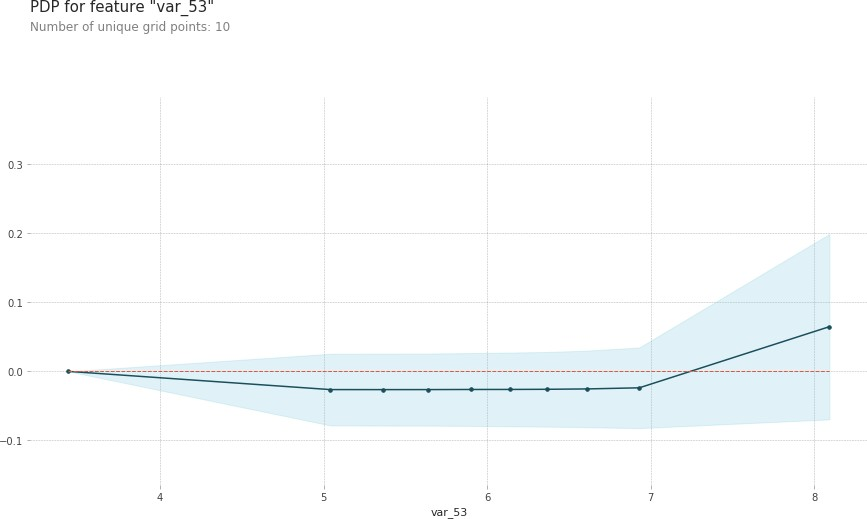 PDP for feature "var_53"
Number of unique grid points: 10
0.3
0.2
0.1
0.0
−0.1
4 5 6 7 8
var_53